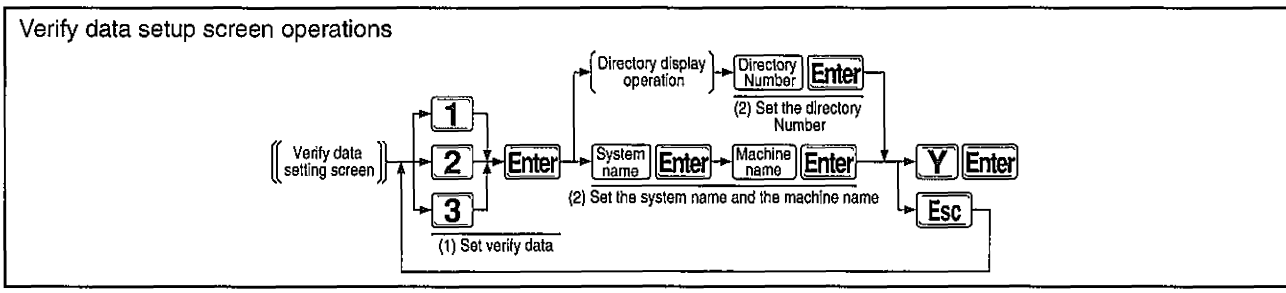 Verify data setup screen operations
Directory display
operation
Directory
Number
Enter
(2) Set the directory
Number
1
Verify data
setting screen
2
Enter
System
name
Enter
Machine
name
Enter
Y
Enter
(2) Set the system name and the machine name
3
Esc
(1) Set verify data